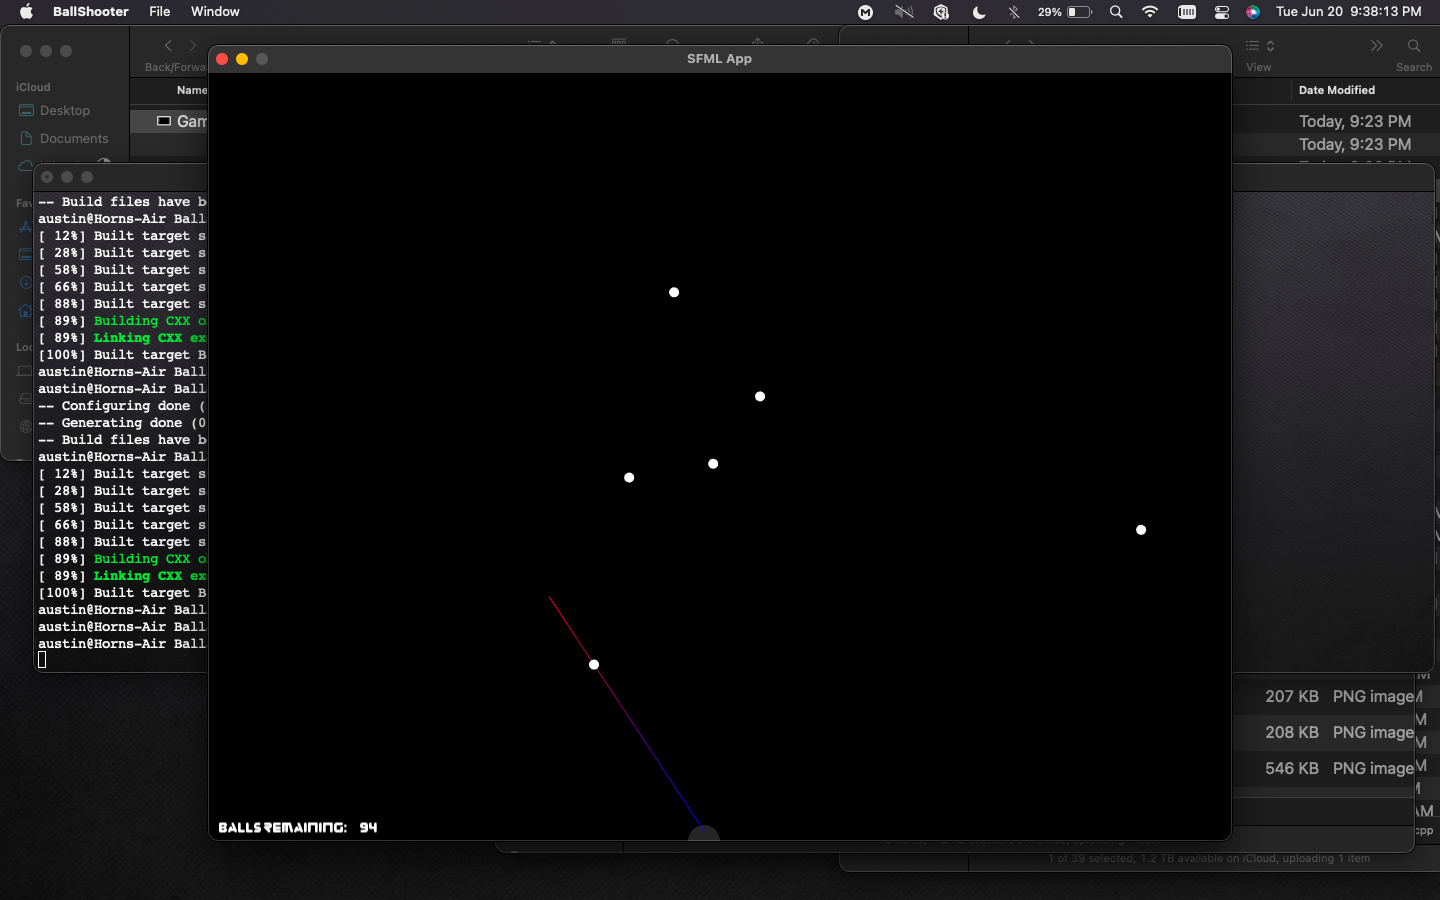 BallShooter File Window 29% Tue Jun 20 9:38:13 PM
SFML App
Back/Forwa
View
Search
iCloud
Name
Date Modified
Desktop
Gam
Today, 9:23 PM
Documents
Today, 9:23 PM
Fav
Loc
-- Build files have b
austin@Horns-Air Ball
[ 12%] Built target s
[ 28%] Built target s
[ 58%] Built target s
[ 66%] Built target s
[ 88%] Built target s
[ 89%] Building CXX o
[ 89%] Linking CXX ex
[100%] Built target B
austin@Horns-Air Ball
austin@Horns-Air Ball
-- Configuring done (
-- Generating done (0
-- Build files have b
austin@Horns-Air Ball
[ 12%] Built target s
[ 28%] Built target s
[ 58%] Built target s
[ 66%] Built target s
[ 88%] Built target s
[ 89%] Building CXX o
[ 89%] Linking CXX ex
[100%] Built target B
austin@Horns-Air Ball
austin@Horns-Air Ball
austin@Horns-Air Ball
207 KB PNG image
208 KB PNG image
546 KB PNG image
BALLS REMAINING: 94
cpp
1 of 39 selected, 1.2 TB available on iCloud, uploading 1 item